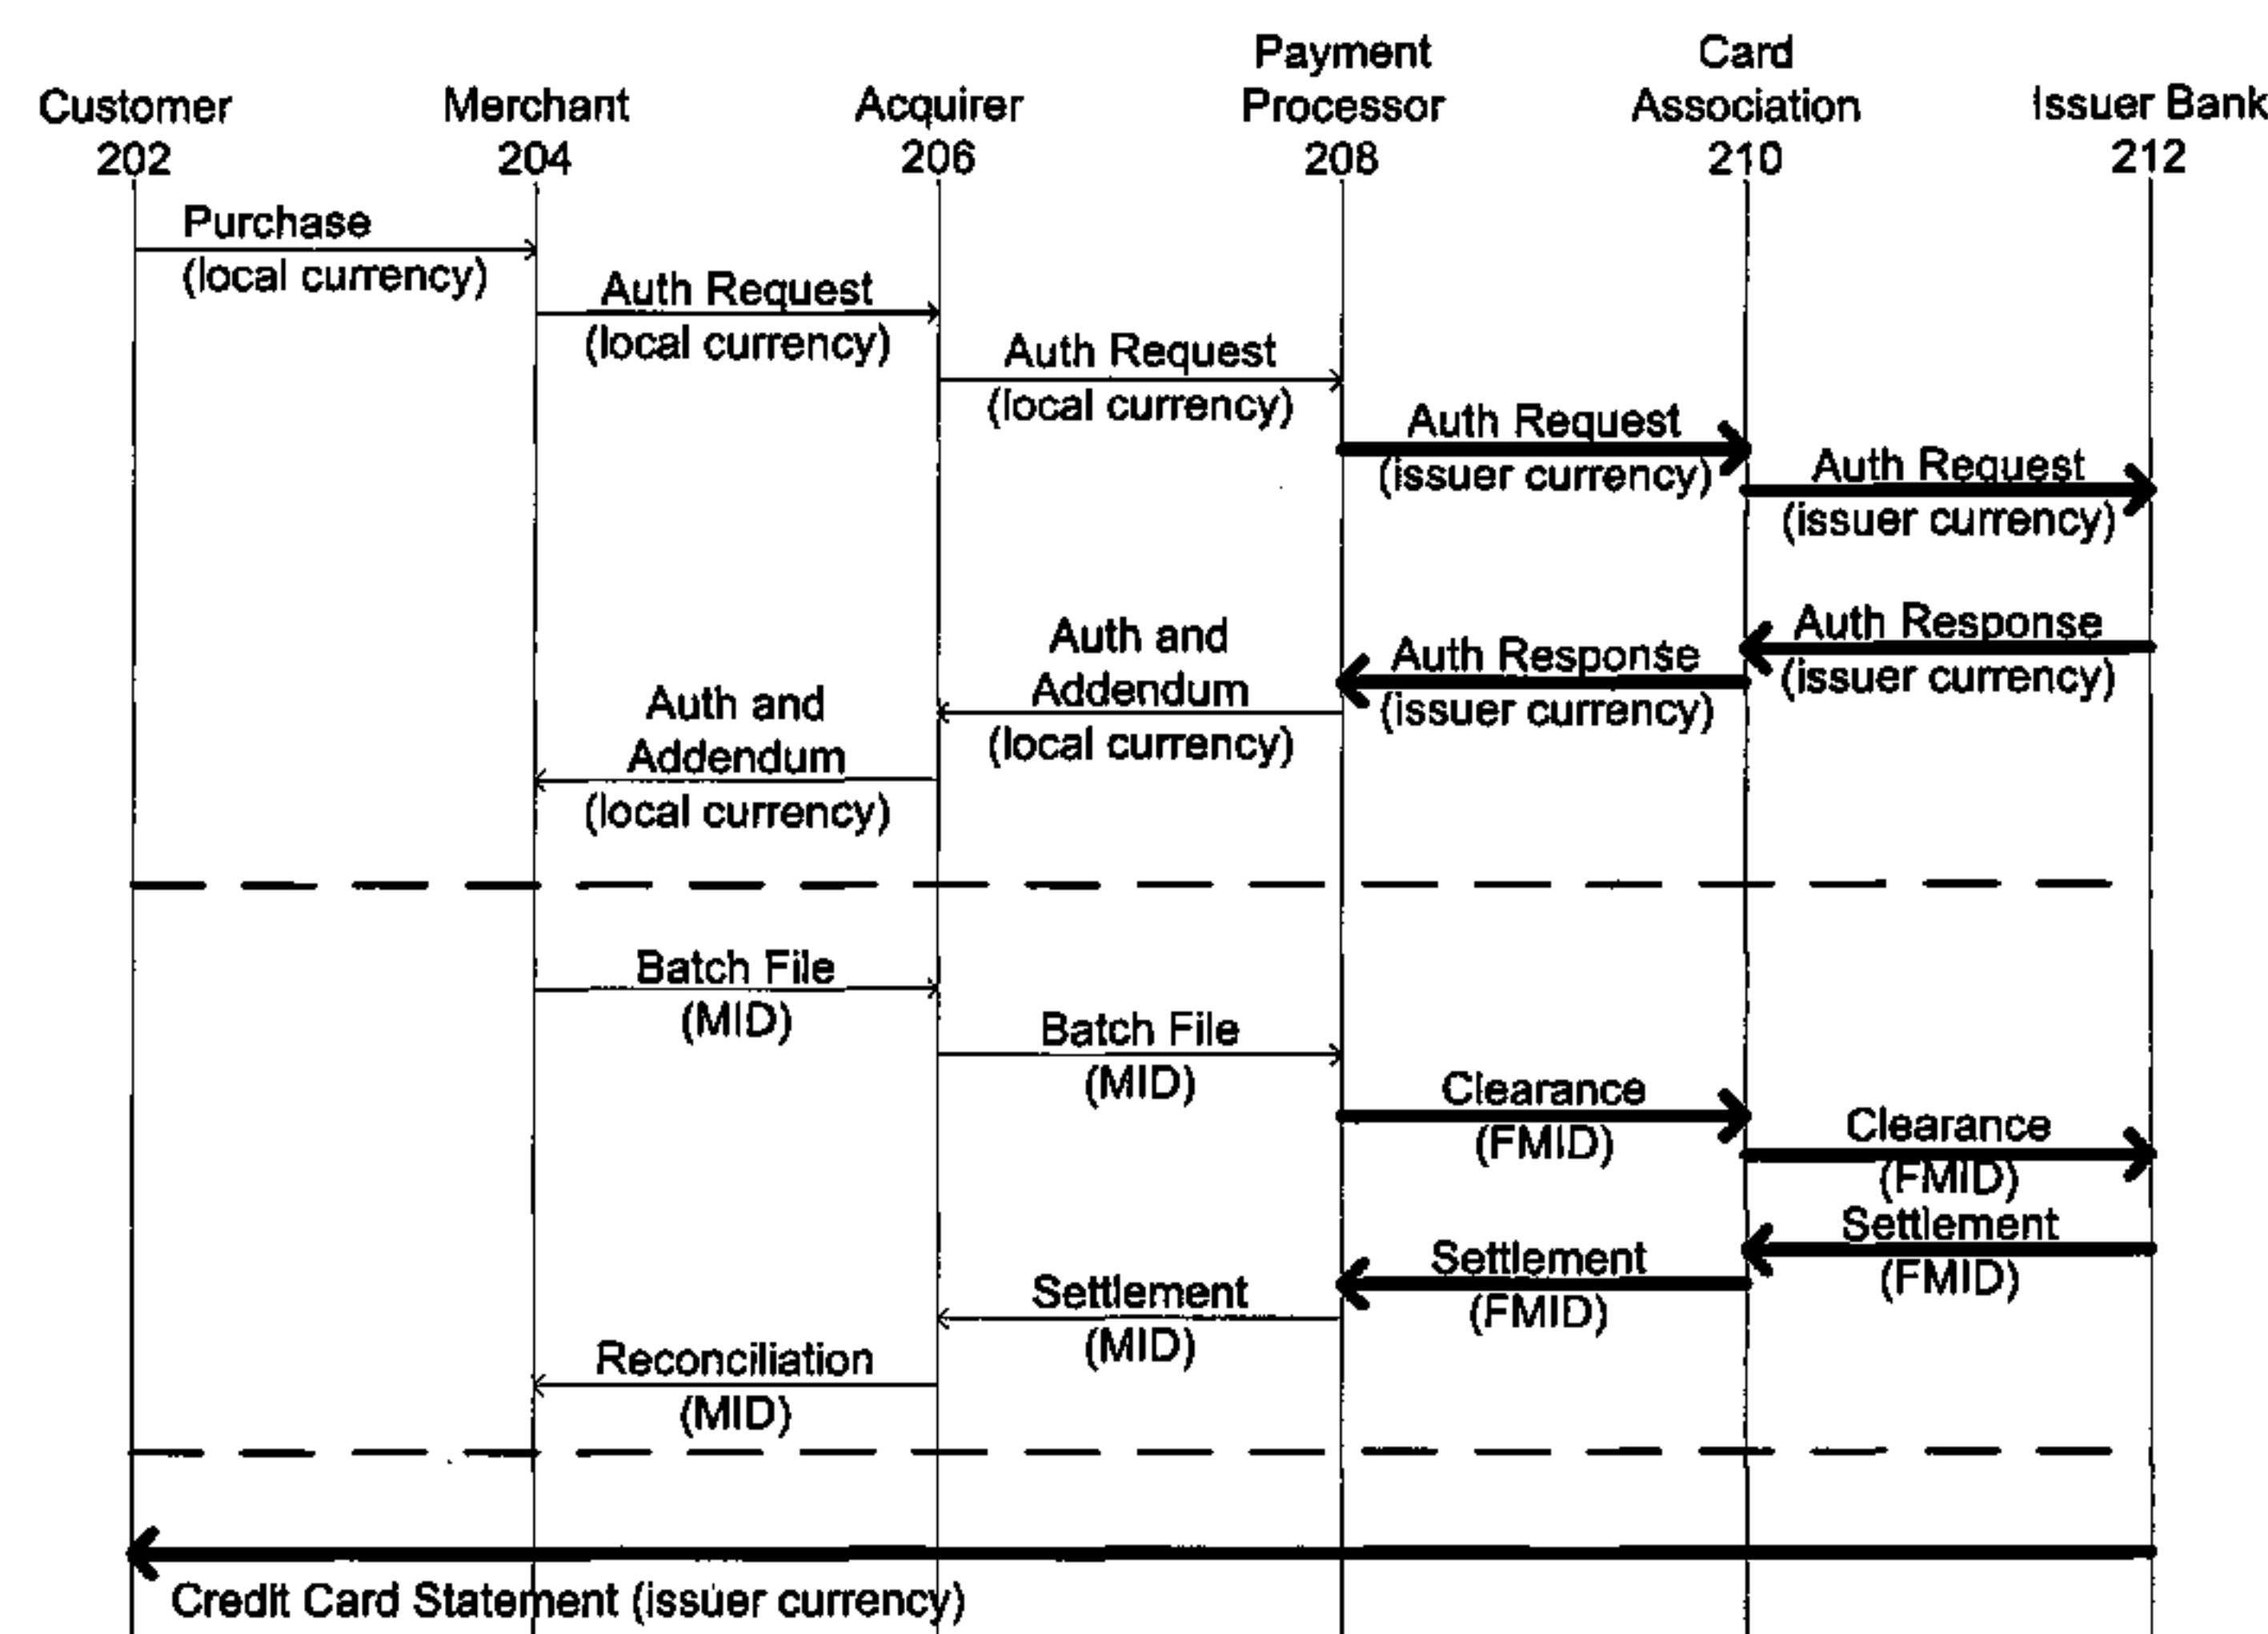 Payment
Card
Customer
Merchant
Acquirer
Processor
Association
Issuer Bank
202
204
206
208
210
212
Purchase
(local currency)
Auth Request
(local currency)
Auth Request
(local currency)
Auth Request
(issuer currency)
Auth Request
(issuer currency)
Auth Response
(issuer currency)
Auth Response
(issuer currency)
Auth and
Addendum
(local currency)
Auth and
Addendum
(local currency)
Batch File
(MID)
Batch File
(MID)
Clearance
(FMID)
Clearance
(FMID)
Settlement
(FMID)
Settlement
(FMID)
Settlement
(MID)
Reconciliation
(MID)
Credit Card Statement (issuer currency)